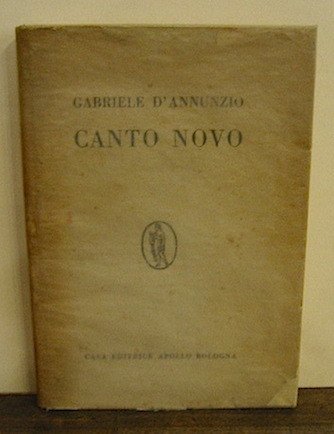 GABRIELE D'ANNUNZIO
CANTO NOVO
CASA EDITRICE APOLLO BOLOGNA